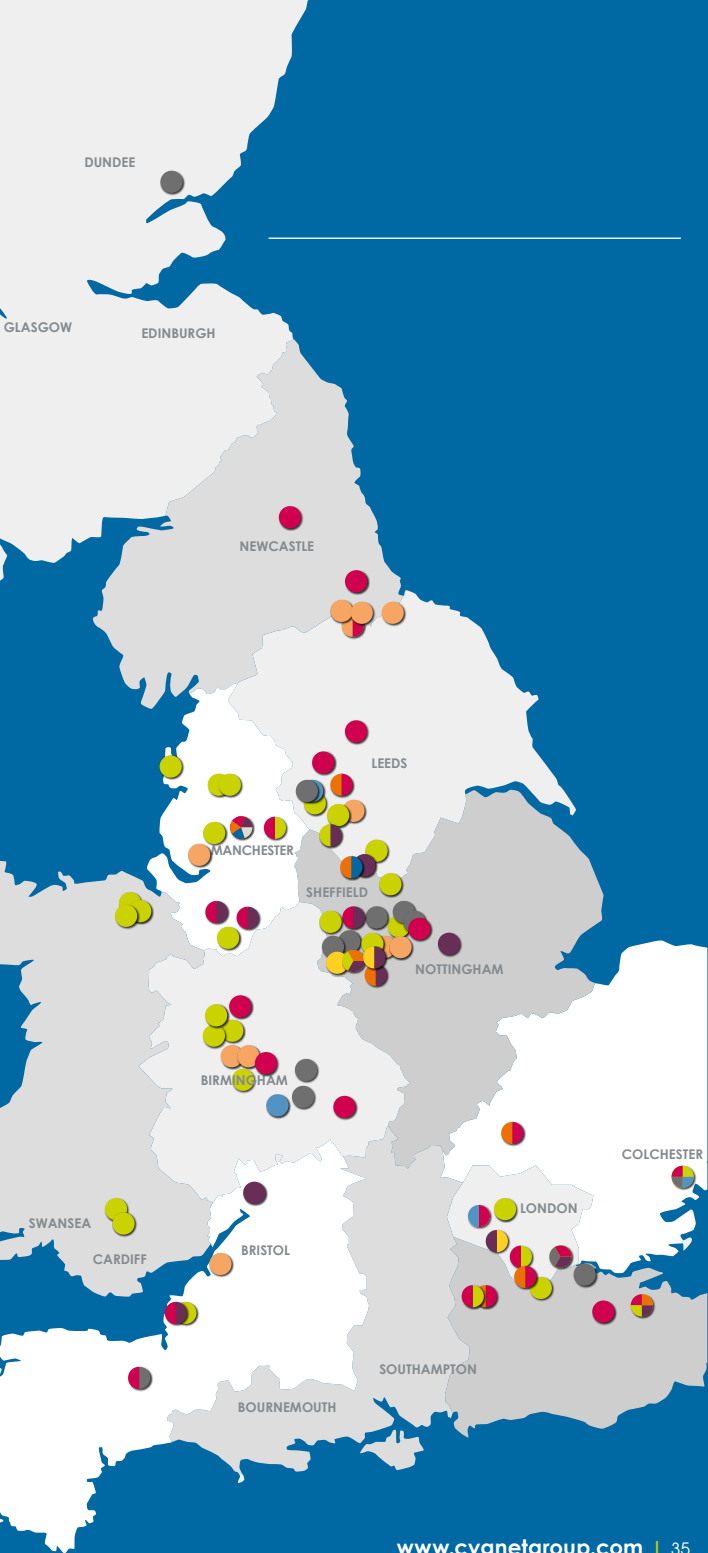 DUNDEE
GLASGOW
EDINBURGH
NEWCASTLE
LEEDS
MANCHESTER
SHEFFIELD
NOTTINGHAM
BIRMINGHAM
COLCHESTER
LONDON
SWANSEA
CARDIFF
BRISTOL
SOUTHAMPTON
BOURNEMOUTH
www.cygnetgroup.com | 35